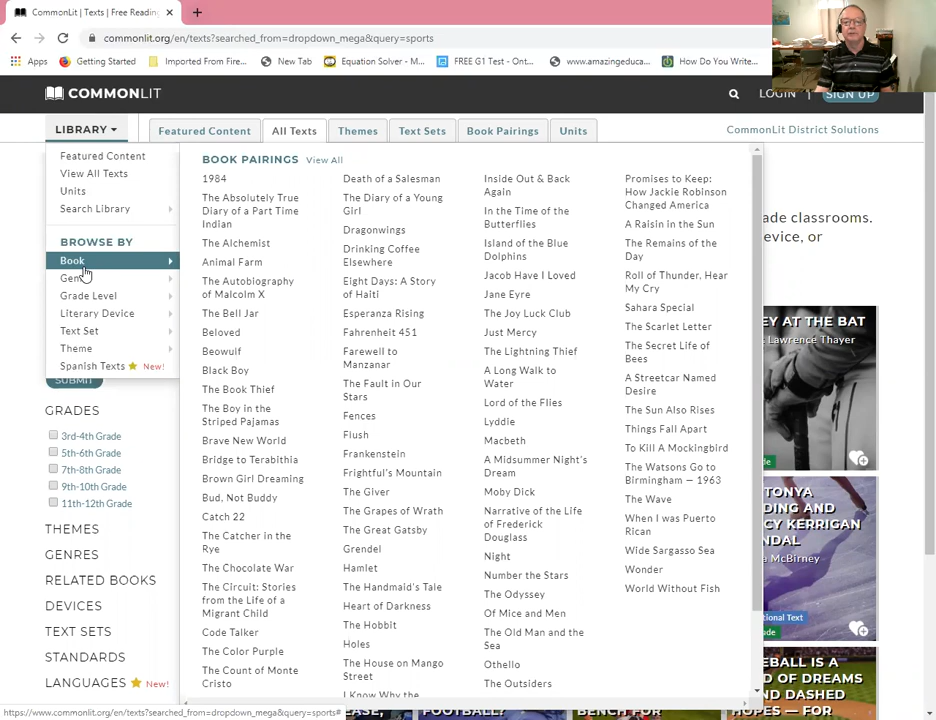 CommonLit | Texts | Free Reading
commonlit.org/en/texts?searched_from=dropdown_mega&query=sports
Apps
Getting Started
Imported From Fire...
New Tab
Equation Solver - M...
FREE G1 Test - Ont...
www.amazingeduca...
How Do You Write...
COMMONLIT
LOGIN | SIGN UP
LIBRARY
Featured Content
All Texts
Themes
Text Sets
Book Pairings
Units
CommonLit District Solutions
Featured Content
View All Texts
Units
Search Library
BROWSE BY
Book
Gen
Grade Level
Literary Device
Text Set
Theme
Spanish Texts New!
SUBMIT
GRADES
3rd-4th Grade
5th-6th Grade
7th-8th Grade
9th-10th Grade
11th-12th Grade
THEMES
GENRES
RELATED BOOKS
DEVICES
TEXT SETS
STANDARDS
LANGUAGES New!
BOOK PAIRINGS View All
1984
The Absolutely True
Diary of a Part Time
Indian
The Alchemist
Animal Farm
The Autobiography
of Malcolm X
The Bell Jar
Beloved
Beowulf
Black Boy
The Book Thief
The Boy in the
Striped Pajamas
Brave New World
Bridge to Terabithia
Brown Girl Dreaming
Bud, Not Buddy
Catch 22
The Catcher in the
Rye
The Chocolate War
The Circuit: Stories
from the Life of a
Migrant Child
Code Talker
The Color Purple
The Count of Monte
Cristo
Death of a Salesman
The Diary of a Young
Girl
Dragonwings
Drinking Coffee
Elsewhere
Eight Days: A Story
of Haiti
Esperanza Rising
Fahrenheit 451
Farewell to
Manzanar
The Fault in Our
Stars
Fences
Flush
Frankenstein
Frightful's Mountain
The Giver
The Grapes of Wrath
The Great Gatsby
Grendel
Hamlet
The Handmaid's Tale
Heart of Darkness
The Hobbit
Holes
The House on Mango
Street
I Know Why the
Inside Out & Back
Again
In the Time of the
Butterflies
Island of the Blue
Dolphins
Jacob Have I Loved
Jane Eyre
The Joy Luck Club
Just Mercy
The Lightning Thief
A Long Walk to
Water
Lord of the Flies
Lyddie
Macbeth
A Midsummer Night's
Dream
Moby Dick
Narrative of the Life
of Frederick
Douglass
Night
Number the Stars
The Odyssey
Of Mice and Men
The Old Man and the
Sea
Othello
The Outsiders
Promises to Keep:
How Jackie Robinson
Changed America
A Raisin in the Sun
The Remains of the
Day
Roll of Thunder, Hear
My Cry
Sahara Special
The Scarlet Letter
The Secret Life of
Bees
A Streetcar Named
Desire
The Sun Also Rises
Things Fall Apart
To Kill A Mockingbird
The Watsons Go to
Birmingham — 1963
The Wave
When I was Puerto
Rican
Wide Sargasso Sea
Wonder
World Without Fish
ade classrooms.
evice, or
EY AT THE BAT
Lawrence Thayer
de
TONYA
DING AND
CY KERRIGAN
NDAL
a McBirney
tional Text
de
EBALL IS A
D OF DREAMS
AND DASHED
HOPES — FOR
FOOTBALL?
BENCH FOR
https://www.commonlit.org/en/texts?searched_from=dropdown_mega&query=sports#